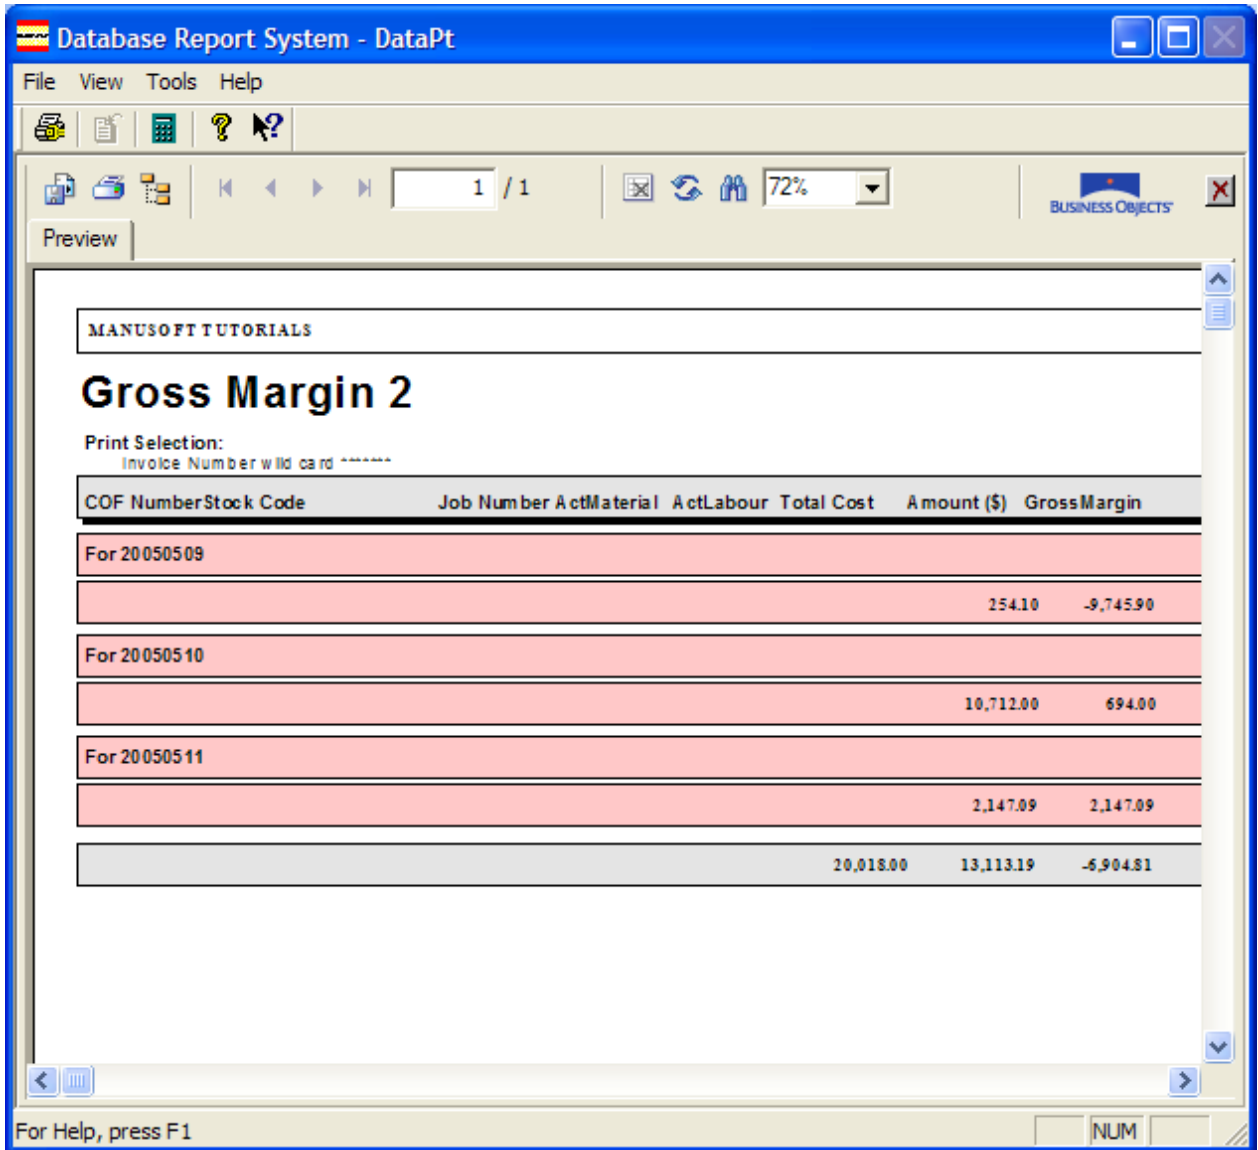 Database Report System - DataPt
File View Tools Help
1 / 1 72% BUSINESS OBJECTS
Preview
MANUSOFT TUTORIALS
Gross Margin 2
Print Selection:
Invoice Number wild card *******
COF Number Stock Code Job Number ActMaterial ActLabour Total Cost Amount ($) GrossMargin
For 20050509
254.10 -9,745.90
For 20050510
10,712.00 694.00
For 20050511
2,147.09 2,147.09
20,018.00 13,113.19 -6,904.81
For Help, press F1 NUM